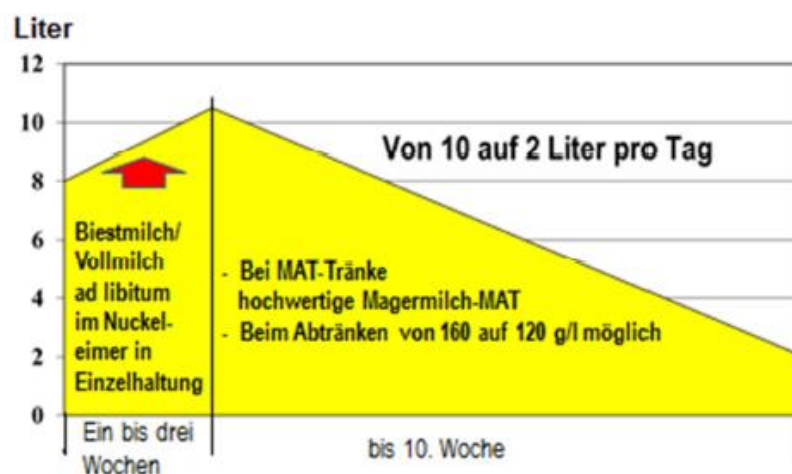 Liter
12
10
8
6
4
2
0
Von 10 auf 2 Liter pro Tag
Biestmilch/
Vollmilch
ad libitum
im Nuckel-
eimer in
Einzelhaltung
- Bei MAT-Tränke
hochwertige Magermilch-MAT
- Beim Abtränken von 160 auf 120 g/l möglich
Ein bis drei
Wochen
bis 10. Woche